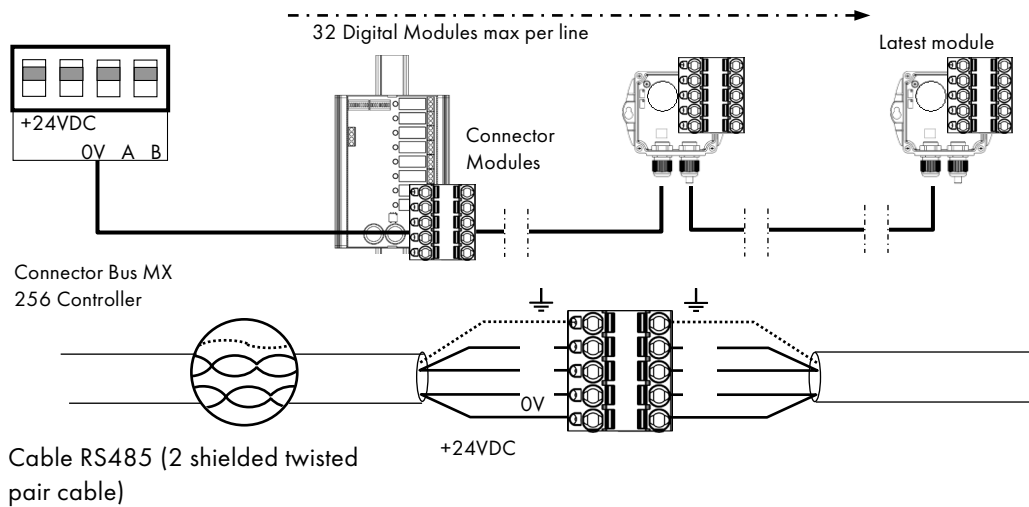 32 Digital Modules max per line
Latest module
+24VDC
0V A B
Connector
Modules
Connector Bus MX
256 Controller
0V
+24VDC
Cable RS485 (2 shielded twisted
pair cable)